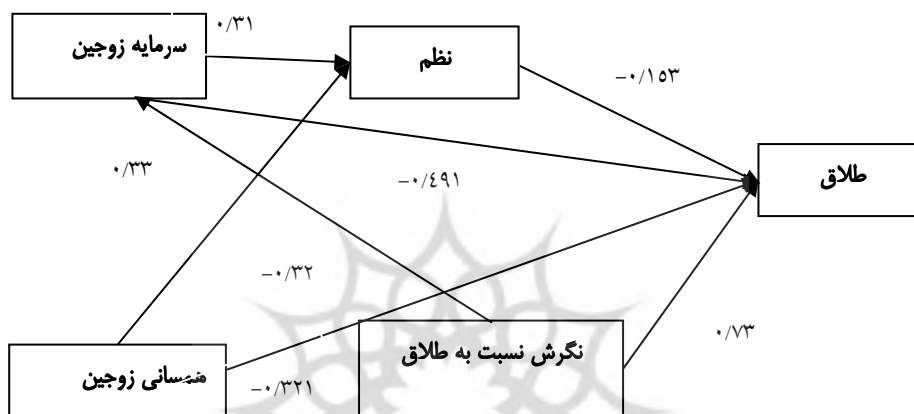 ۰/۳۱
سرمایه زوجین
نظم
−۰/۱۵۳
۰/۳۳
−۰/٤۹۱
طلاق
−۰/۳۲
۰/۷۳
نگرش نسبت به طلاق
همسانی زوجین
−۰/۳۲۱